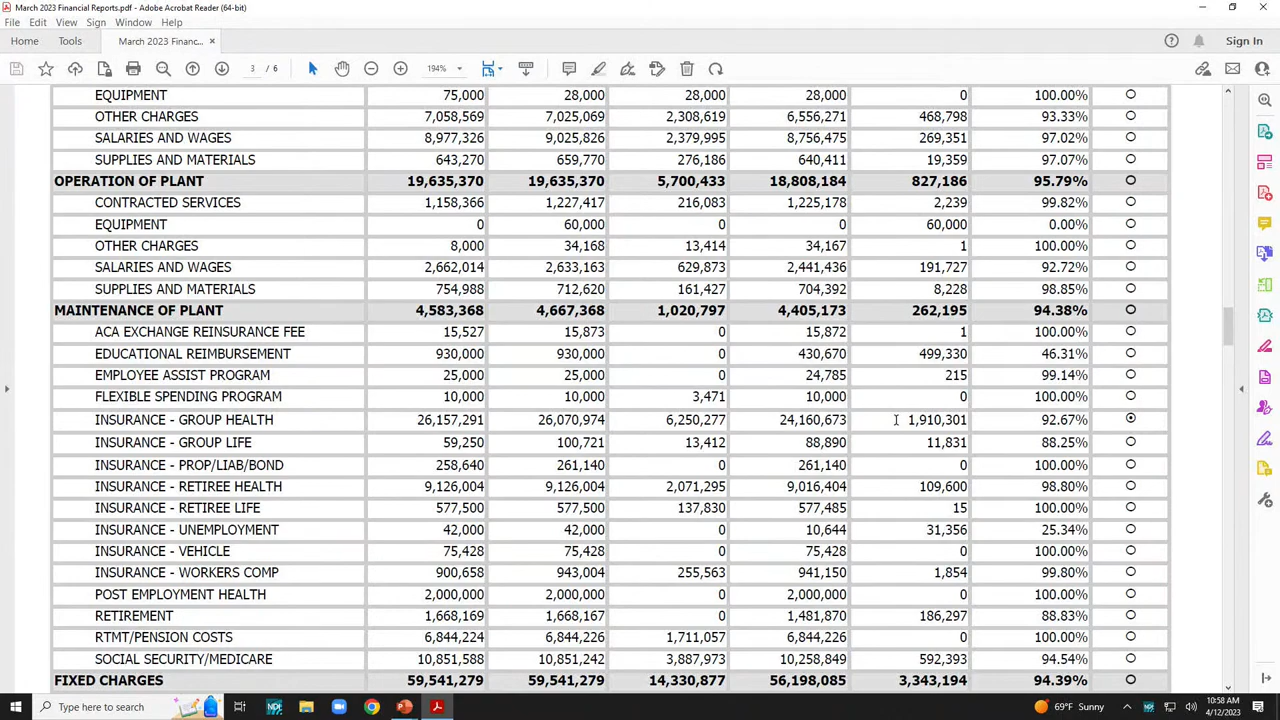 March 2023 Financial Reports.pdf - Adobe Acrobat Reader (64-bit)
File Edit View Sign Window Help
Home Tools March 2023 Financ... × Sign In
3 / 6 194%
EQUIPMENT 75,000 28,000 28,000 28,000 0 100.00%
OTHER CHARGES 7,058,569 7,025,069 2,308,619 6,556,271 468,798 93.33%
SALARIES AND WAGES 8,977,326 9,025,826 2,379,995 8,756,475 269,351 97.02%
SUPPLIES AND MATERIALS 643,270 659,770 276,186 640,411 19,359 97.07%
OPERATION OF PLANT 19,635,370 19,635,370 5,700,433 18,808,184 827,186 95.79%
CONTRACTED SERVICES 1,158,366 1,227,417 216,083 1,225,178 2,239 99.82%
EQUIPMENT 0 60,000 0 0 60,000 0.00%
OTHER CHARGES 8,000 34,168 13,414 34,167 1 100.00%
SALARIES AND WAGES 2,662,014 2,633,163 629,873 2,441,436 191,727 92.72%
SUPPLIES AND MATERIALS 754,988 712,620 161,427 704,392 8,228 98.85%
MAINTENANCE OF PLANT 4,583,368 4,667,368 1,020,797 4,405,173 262,195 94.38%
ACA EXCHANGE REINSURANCE FEE 15,527 15,873 0 15,872 1 100.00%
EDUCATIONAL REIMBURSEMENT 930,000 930,000 0 430,670 499,330 46.31%
EMPLOYEE ASSIST PROGRAM 25,000 25,000 0 24,785 215 99.14%
FLEXIBLE SPENDING PROGRAM 10,000 10,000 3,471 10,000 0 100.00%
INSURANCE - GROUP HEALTH 26,157,291 26,070,974 6,250,277 24,160,673 1,910,301 92.67%
INSURANCE - GROUP LIFE 59,250 100,721 13,412 88,890 11,831 88.25%
INSURANCE - PROP/LIAB/BOND 258,640 261,140 0 261,140 0 100.00%
INSURANCE - RETIREE HEALTH 9,126,004 9,126,004 2,071,295 9,016,404 109,600 98.80%
INSURANCE - RETIREE LIFE 577,500 577,500 137,830 577,485 15 100.00%
INSURANCE - UNEMPLOYMENT 42,000 42,000 0 10,644 31,356 25.34%
INSURANCE - VEHICLE 75,428 75,428 0 75,428 0 100.00%
INSURANCE - WORKERS COMP 900,658 943,004 255,563 941,150 1,854 99.80%
POST EMPLOYMENT HEALTH 2,000,000 2,000,000 0 2,000,000 0 100.00%
RETIREMENT 1,668,169 1,668,167 0 1,481,870 186,297 88.83%
RTMT/PENSION COSTS 6,844,224 6,844,226 1,711,057 6,844,226 0 100.00%
SOCIAL SECURITY/MEDICARE 10,851,588 10,851,242 3,887,973 10,258,849 592,393 94.54%
FIXED CHARGES 59,541,279 59,541,279 14,330,877 56,198,085 3,343,194 94.39%
Type here to search 69°F Sunny 10:58 AM
4/12/2023